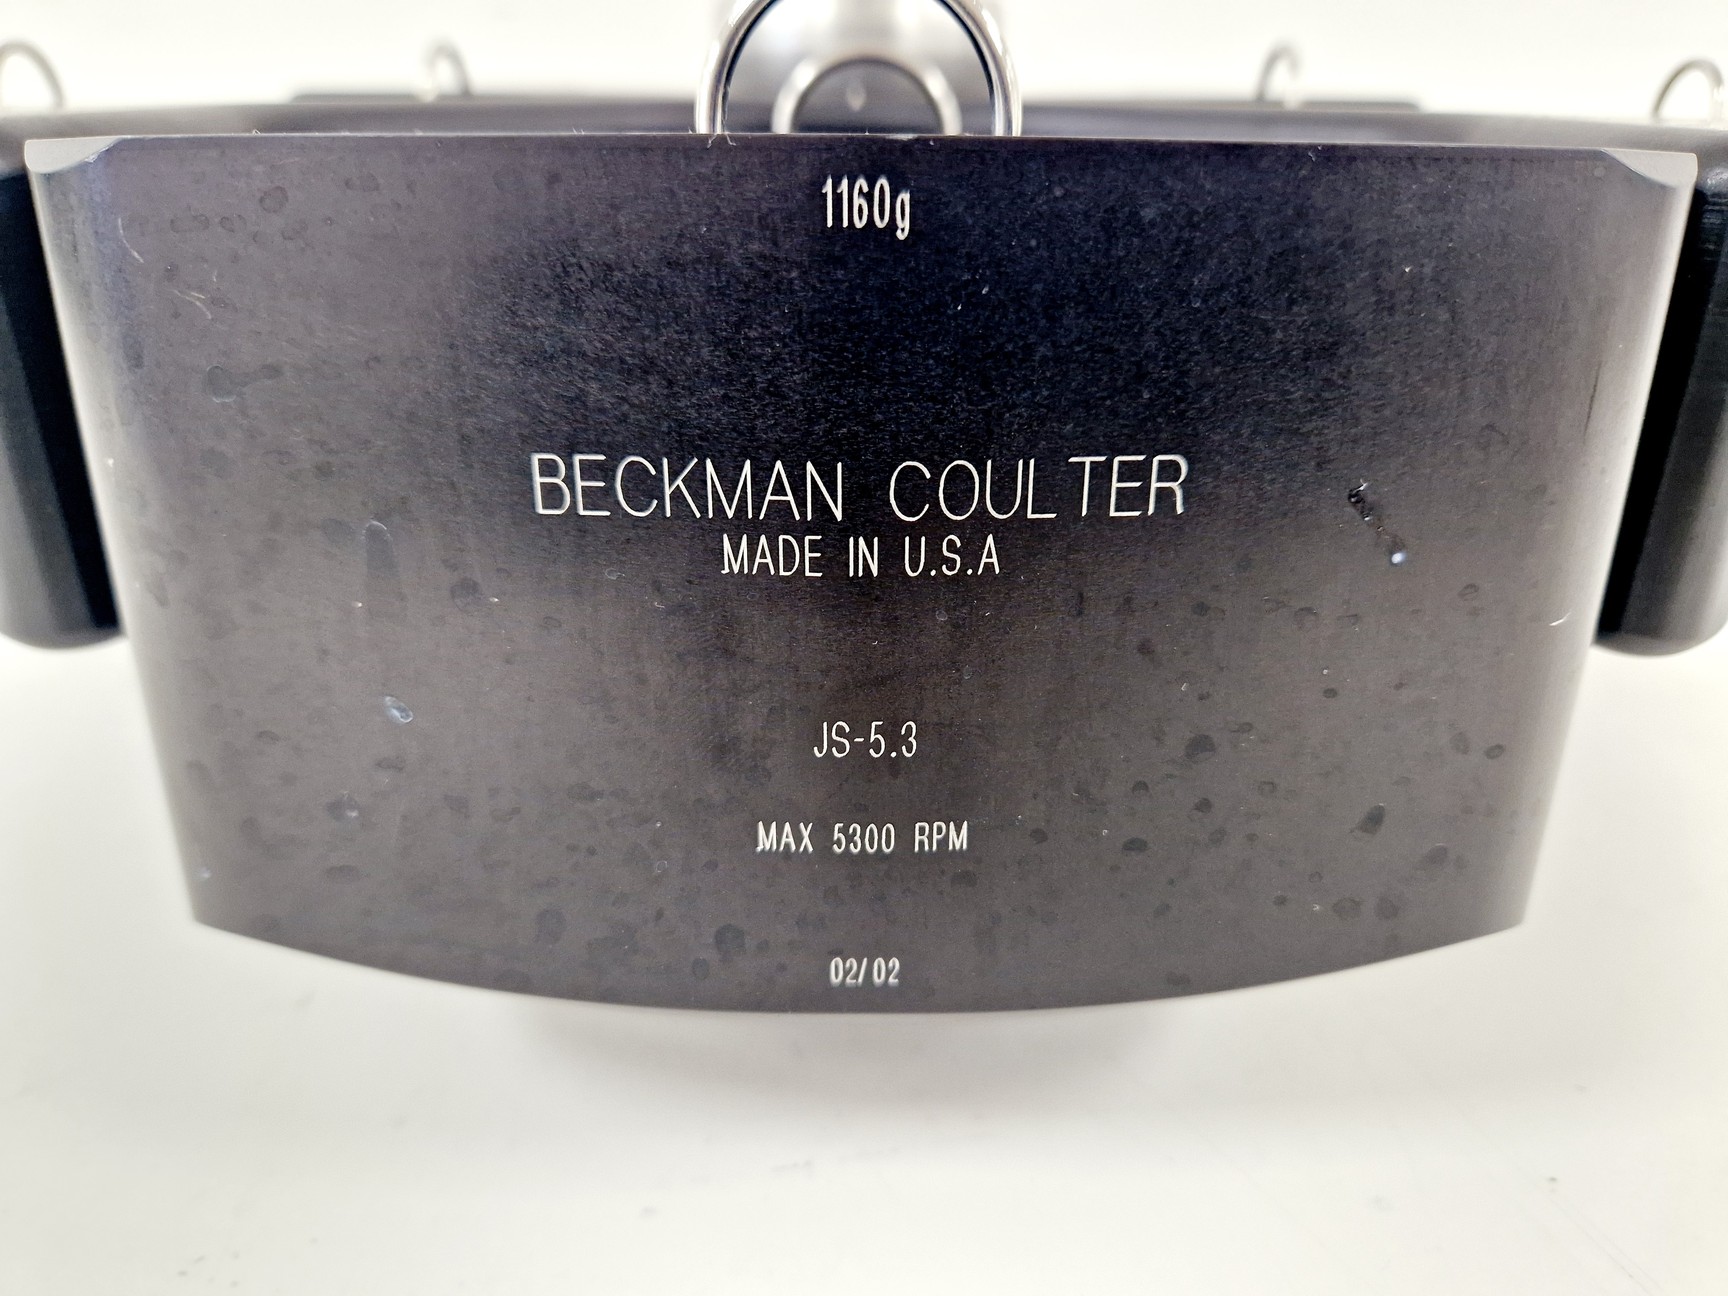 1160g
BECKMAN COULTER
MADE IN U.S.A
JS-5.3
MAX 5300 RPM
02/02